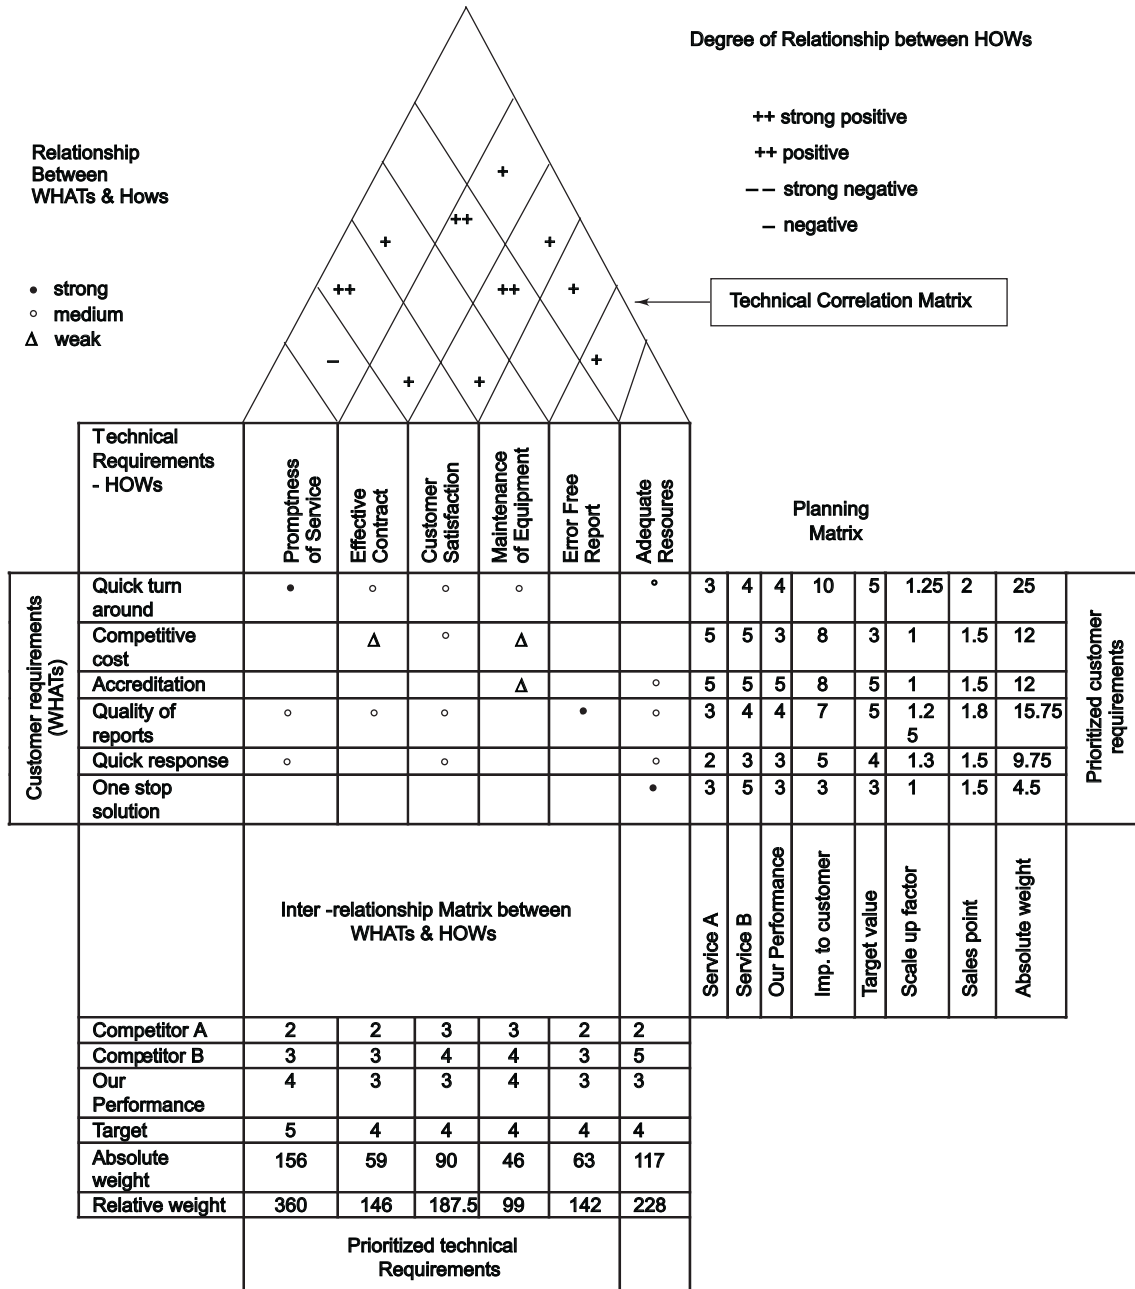 Degree of Relationship between HOWs
++ strong positive
++ positive
– – strong negative
– negative
Relationship
Between
WHATs & Hows
• strong
○ medium
Δ weak
+
++
+
+
++
++
+
–
+
+
+
Technical Correlation Matrix
Technical
Requirements
- HOWs
Promptness
of Service
Effective
Contract
Customer
Satisfaction
Maintenance
of Equipment
Error Free
Report
Adequate
Resoures
Planning
Matrix
Customer requirements
(WHATs)
Prioritized customer
requirements
Quick turn
around
• ○ ○ ○ ○ 3 4 4 10 5 1.25 2 25
Competitive
cost
Δ ○ Δ 5 5 3 8 3 1 1.5 12
Accreditation Δ ○ 5 5 5 8 5 1 1.5 12
Quality of
reports
○ ○ ○ • ○ 3 4 4 7 5 1.2
5 1.8 15.75
Quick response ○ ○ ○ 2 3 3 5 4 1.3 1.5 9.75
One stop
solution
• 3 5 3 3 3 1 1.5 4.5
Inter -relationship Matrix between
WHATs & HOWs
Service A
Service B
Our Performance
Imp. to customer
Target value
Scale up factor
Sales point
Absolute weight
Competitor A 2 2 3 3 2 2
Competitor B 3 3 4 4 3 5
Our
Performance
4 3 3 4 3 3
Target 5 4 4 4 4 4
Absolute
weight
156 59 90 46 63 117
Relative weight 360 146 187.5 99 142 228
Prioritized technical
Requirements